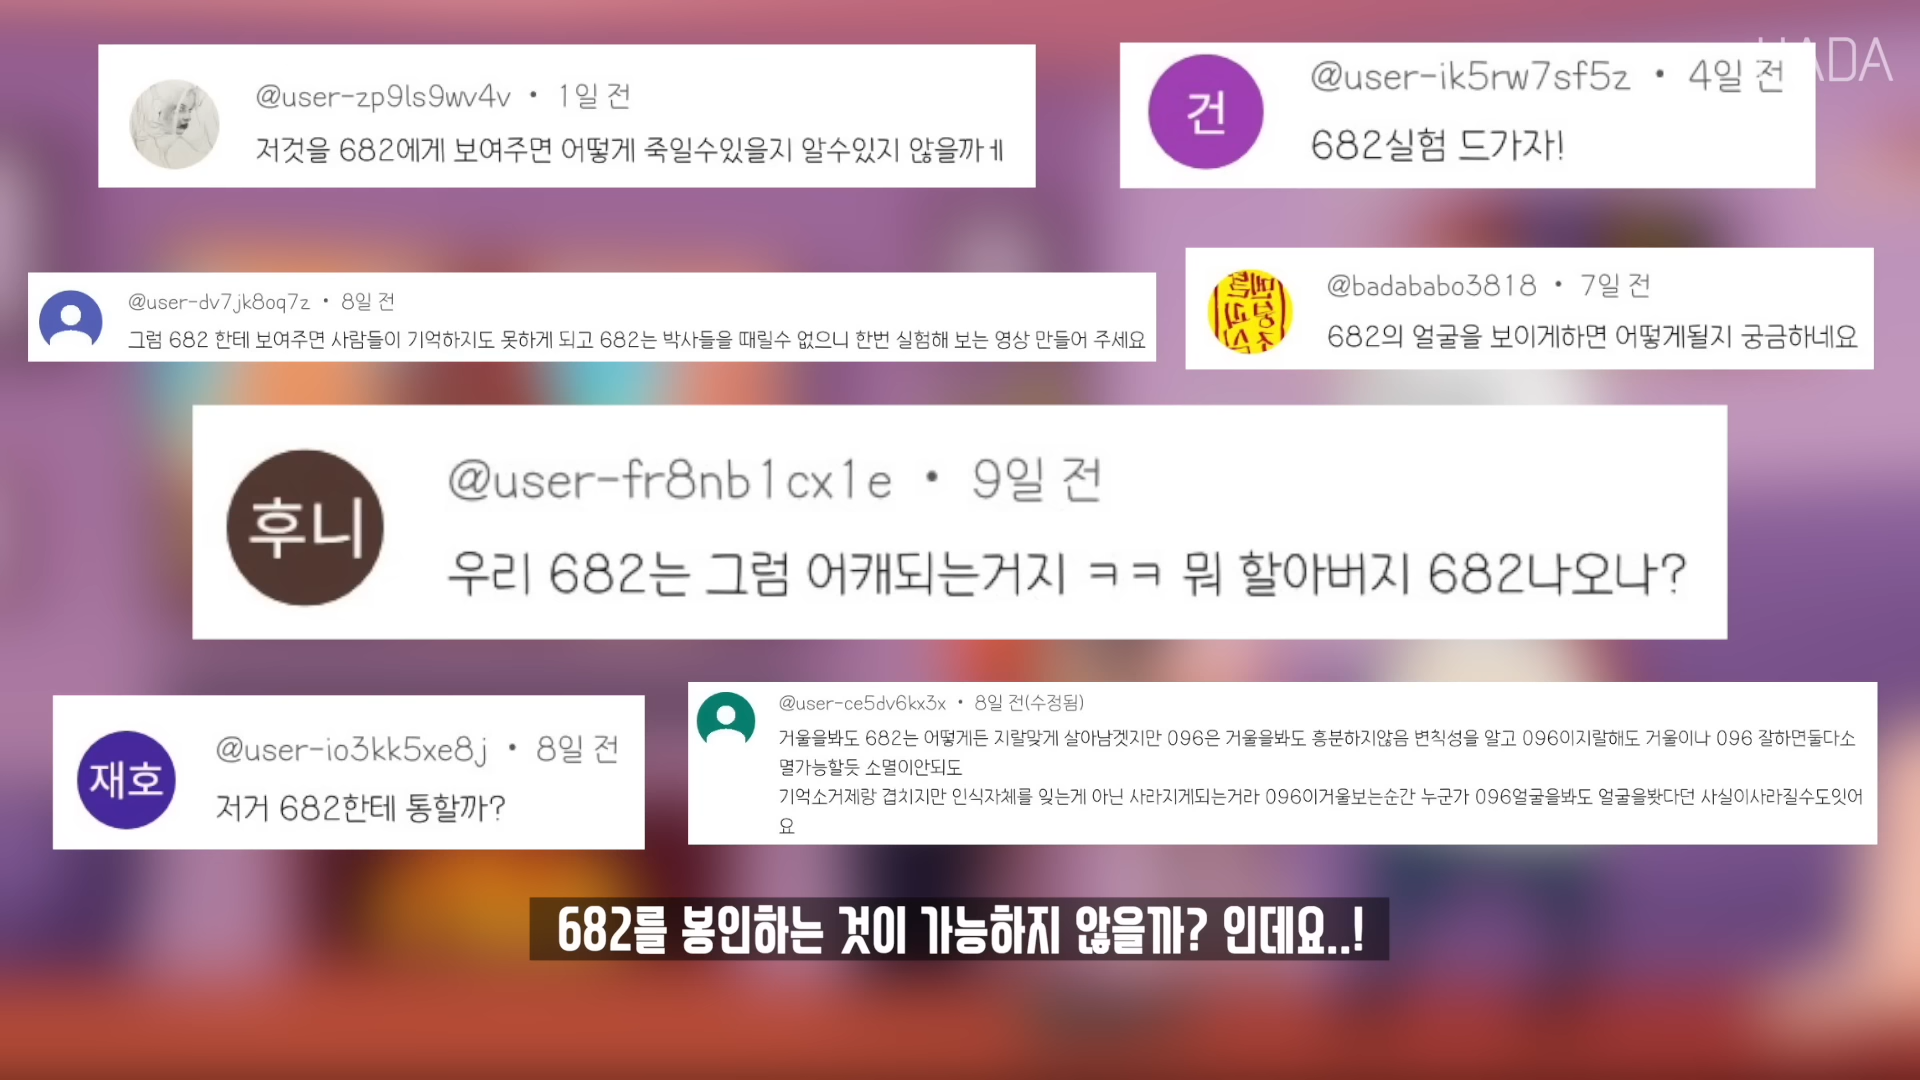 HADA
@user-zp9ls9wv4v • 1일 전
저것을 682에게 보여주면 어떻게 죽일수있을지 알수있지 않을까ㅔ
건
@user-ik5rw7sf5z • 4일 전
682실험 드가자!
@user-dv7jk8oq7z • 8일 전
그럼 682 한테 보여주면 사람들이 기억하지도 못하게 되고 682는 박사들을 때릴수 없으니 한번 실험해 보는 영상 만들어 주세요
@badababo3818 • 7일 전
682의 얼굴을 보이게하면 어떻게될지 궁금하네요
후니
@user-fr8nb1cx1e • 9일 전
우리 682는 그럼 어캐되는거지 ㅋㅋ 뭐 할아버지 682나오나?
재호
@user-io3kk5xe8j • 8일 전
저거 682한테 통할까?
@user-ce5dv6kx3x • 8일 전(수정됨)
거울을봐도 682는 어떻게든 지랄맞게 살아남겟지만 096은 거울을봐도 흥분하지않음 변칙성을 알고 096이지랄해도 거울이나 096 잘하면둘다소
멸가능할듯 소멸이안되도
기억소거제랑 겹치지만 인식자체를 잊는게 아닌 사라지게되는거라 096이거울보는순간 누군가 096얼굴을봐도 얼굴을봣다던 사실이사라질수도잇어
요
682를 봉인하는 것이 가능하지 않을까? 인데요..!